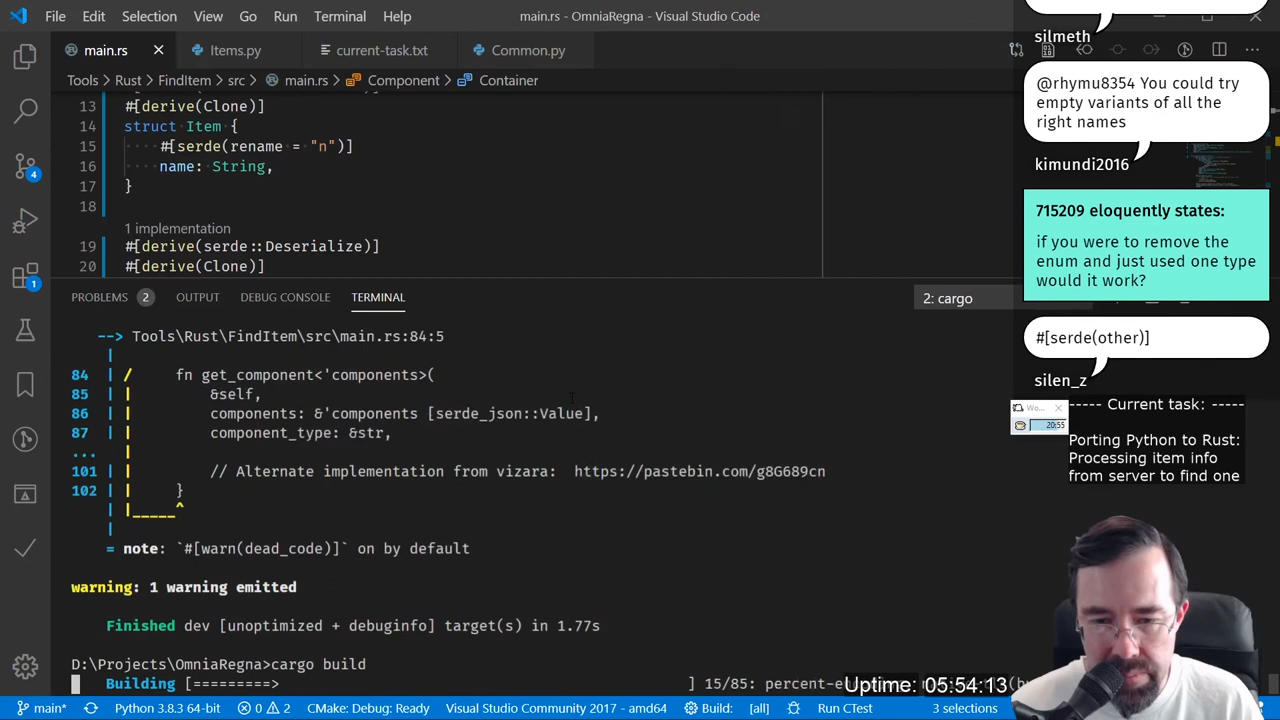 File Edit Selection View Go Run Terminal Help main.rs - OmniaRegna - Visual Studio Code
main.rs Items.py current-task.txt Common.py
Tools > Rust > FindItem > src > main.rs > Component > Container
13 #[derive(Clone)]
14 struct Item {
15 #[serde(rename = "n")]
16 name: String,
17 }
18
1 implementation
19 #[derive(serde::Deserialize)]
20 #[derive(Clone)]
PROBLEMS 2 OUTPUT DEBUG CONSOLE TERMINAL 2: cargo
--> Tools\Rust\FindItem\src\main.rs:84:5
|
84 | / fn get_component<'components>(
85 | | &self,
86 | | components: &'components [serde_json::Value],
87 | | component_type: &str,
... |
101 | | // Alternate implementation from vizara: https://pastebin.com/g8G689cn
102 | | }
| |_____^
|
= note: `#[warn(dead_code)]` on by default
warning: 1 warning emitted
Finished dev [unoptimized + debuginfo] target(s) in 1.77s
D:\Projects\OmniaRegna>cargo build
Building [=========> ] 15/85: percent-e
Uptime: 05:54:13
main* Python 3.8.3 64-bit 0 2 CMake: Debug: Ready Visual Studio Community 2017 - amd64 Build: [all] Run CTest 3 selections
4
1
silmeth
@rhymu8354 You could try
empty variants of all the
right names
kimundi2016
715209 eloquently states:
if you were to remove the
enum and just used one type
would it work?
#[serde(other)]
silen_z
Wo...
20:55
----- Current task: -----
Porting Python to Rust:
Processing item info
from server to find one